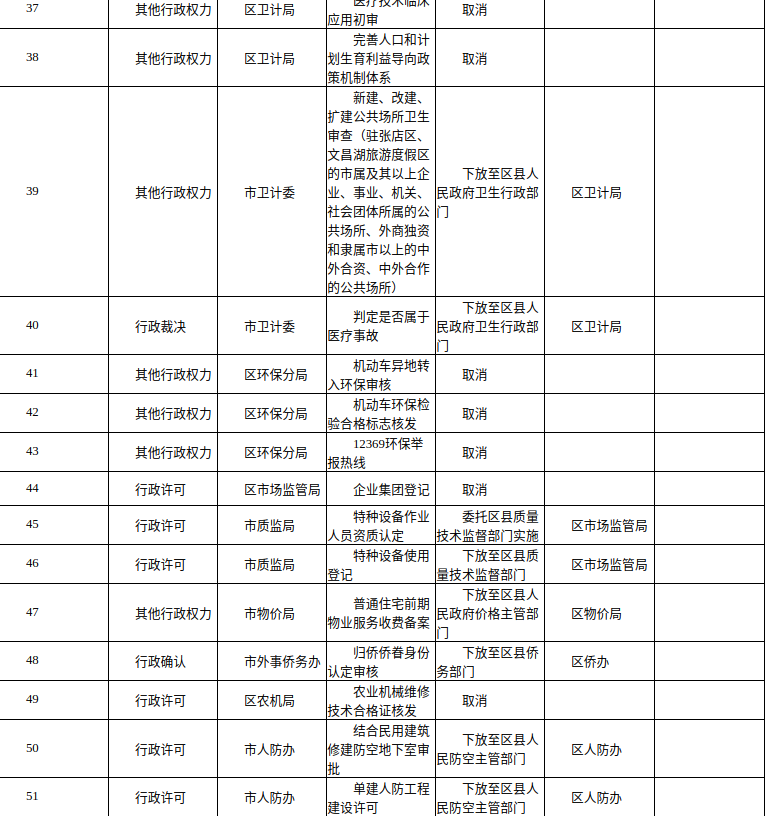 37 其他行政权力 区卫计局 医疗技术临床 取消
应用初审
38 其他行政权力 区卫计局 完善人口和计 取消
划生育利益导向政
策机制体系
39 其他行政权力 市卫计委 新建、改建、 下放至区县人 区卫计局
扩建公共场所卫生 民政府卫生行政部
审查（驻张店区、 门
文昌湖旅游度假区
的市属及其以上企
业、事业、机关、
社会团体所属的公
共场所、外商独资
和隶属市以上的中
外合资、中外合作
的公共场所）
40 行政裁决 市卫计委 判定是否属于 下放至区县人 区卫计局
医疗事故 民政府卫生行政部
门
41 其他行政权力 区环保分局 机动车异地转 取消
入环保审核
42 其他行政权力 区环保分局 机动车环保检 取消
验合格标志核发
43 其他行政权力 区环保分局 12369环保举 取消
报热线
44 行政许可 区市场监管局 企业集团登记 取消
45 行政许可 市质监局 特种设备作业 委托区县质量 区市场监管局
人员资质认定 技术监督部门实施
46 行政许可 市质监局 特种设备使用 下放至区县质 区市场监管局
登记 量技术监督部门
47 其他行政权力 市物价局 普通住宅前期 下放至区县人 区物价局
物业服务收费备案 民政府价格主管部
门
48 行政确认 市外事侨务办 归侨侨眷身份 下放至区县侨 区侨办
认定审核 务部门
49 行政许可 区农机局 农业机械维修 取消
技术合格证核发
50 行政许可 市人防办 结合民用建筑 下放至区县人 区人防办
修建防空地下室审 民防空主管部门
批
51 行政许可 市人防办 单建人防工程 下放至区县人 区人防办
建设许可 民防空主管部门